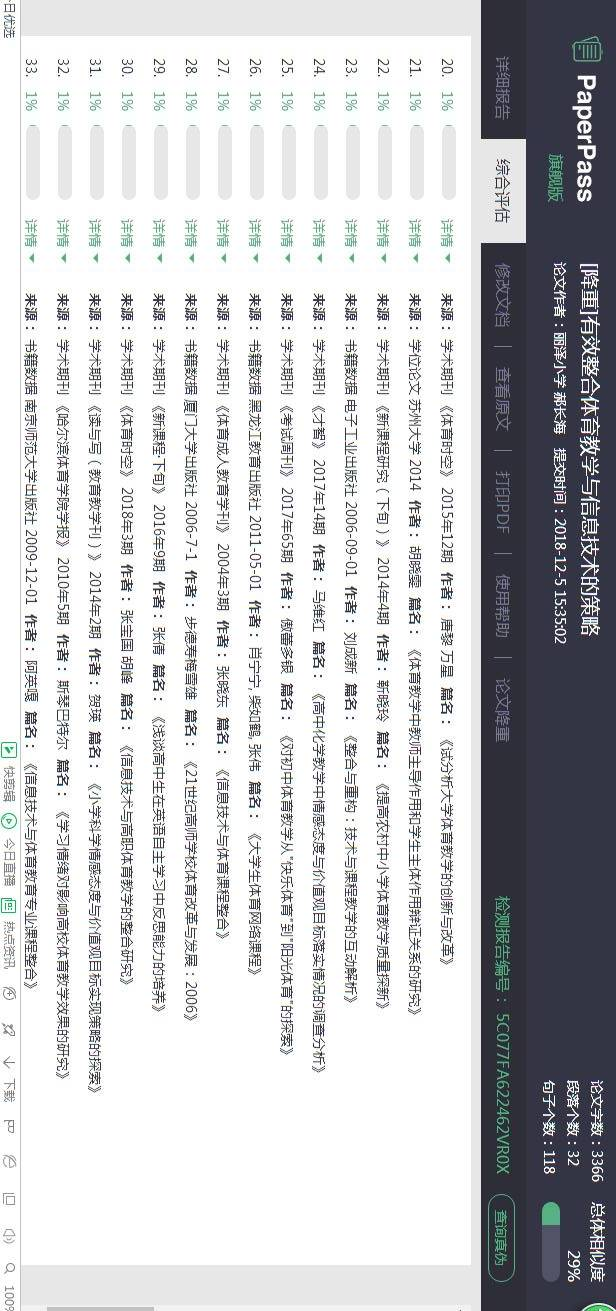 PaperPass
旗舰版
[降重]有效整合体育教学与信息技术的策略
论文作者：丽泽小学 郝长海 提交时间：2018-12-5 15:35:02
论文字数：3366
段落个数：32
句子个数：118
总体相似度
29%
详细报告
综合评估
修改文档 | 查看原文 | 打印PDF | 使用帮助 | 论文降重
检测报告编号：5C077FA622462VR0X
查询真伪
20. 1% 详情 来源：学术期刊 《体育时空》 2015年12期 作者：唐黎 万星 篇名：《试分析大学体育教学的创新与改革》
21. 1% 详情 来源：学位论文 苏州大学 2014 作者：胡晓雯 篇名：《体育教学中教师主导作用和学生主体作用辩证关系的研究》
22. 1% 详情 来源：学术期刊 《新课程研究（下旬）》 2014年4期 作者：靳晓玲 篇名：《提高农村中小学体育教学质量探新》
23. 1% 详情 来源：书籍数据 电子工业出版社 2006-09-01 作者：刘成新 篇名：《整合与重构：技术与课程教学的互动解析》
24. 1% 详情 来源：学术期刊 《才智》 2017年14期 作者：马维红 篇名：《高中化学教学中情感态度与价值观目标落实情况的调查分析》
25. 1% 详情 来源：学术期刊 《考试周刊》 2017年65期 作者：傲蕾多银 篇名：《对初中体育教学从"快乐体育"到"阳光体育"的探索》
26. 1% 详情 来源：书籍数据 黑龙江教育出版社 2011-05-01 作者：肖宁宁, 柴如鹤, 张伟 篇名：《大学生体育网络课程》
27. 1% 详情 来源：学术期刊 《体育成人教育学刊》 2004年3期 作者：张晓东 篇名：《信息技术与体育课程整合》
28. 1% 详情 来源：书籍数据 厦门大学出版社 2006-7-1 作者：步德寿梅雪雄 篇名：《21世纪高师学校体育改革与发展：2006》
29. 1% 详情 来源：学术期刊 《新课程·下旬》 2016年9期 作者：张倩 篇名：《浅谈高中生在英语自主学习中反思能力的培养》
30. 1% 详情 来源：学术期刊 《体育时空》 2018年3期 作者：张宝国 胡峰 篇名：《信息技术与高职体育教学的整合研究》
31. 1% 详情 来源：学术期刊 《读与写（教育教学刊）》 2014年2期 作者：贺瑛 篇名：《小学科学情感态度与价值观目标实现策略的探索》
32. 1% 详情 来源：学术期刊 《哈尔滨体育学院学报》 2010年5期 作者：斯琴巴特尔 篇名：《学习情绪对影响高校体育教学效果的研究》
33. 1% 详情 来源：书籍数据 南京师范大学出版社 2009-12-01 作者：阿英嘎 篇名：《信息技术与体育教育专业课程整合》
日优选
快剪辑 今日直播 热点资讯 下载 100%